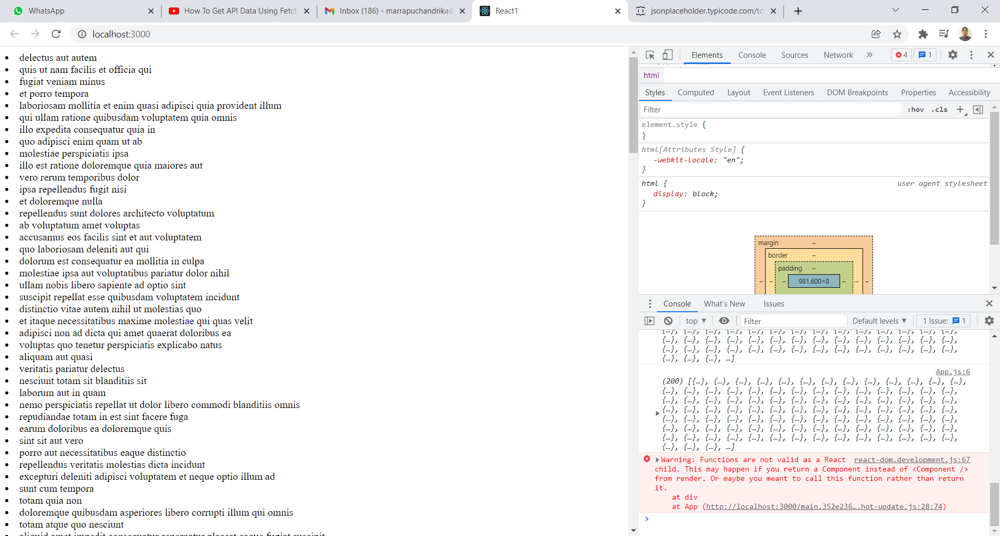 WhatsApp
How To Get API Data Using Fetch
Inbox (186) - marrapuchandrika@
React1
jsonplaceholder.typicode.com/to
localhost:3000
• delectus aut autem
• quis ut nam facilis et officia qui
• fugiat veniam minus
• et porro tempora
• laboriosam mollitia et enim quasi adipisci quia provident illum
• qui ullam ratione quibusdam voluptatem quia omnis
• illo expedita consequatur quia in
• quo adipisci enim quam ut ab
• molestiae perspiciatis ipsa
• illo est ratione doloremque quia maiores aut
• vero rerum temporibus dolor
• ipsa repellendus fugit nisi
• et doloremque nulla
• repellendus sunt dolores architecto voluptatum
• ab voluptatum amet voluptas
• accusamus eos facilis sint et aut voluptatem
• quo laboriosam deleniti aut qui
• dolorum est consequatur ea mollitia in culpa
• molestiae ipsa aut voluptatibus pariatur dolor nihil
• ullam nobis libero sapiente ad optio sint
• suscipit repellat esse quibusdam voluptatem incidunt
• distinctio vitae autem nihil ut molestias quo
• et itaque necessitatibus maxime molestiae qui quas velit
• adipisci non ad dicta qui amet quaerat doloribus ea
• voluptas quo tenetur perspiciatis explicabo natus
• aliquam aut quasi
• veritatis pariatur delectus
• nesciunt totam sit blanditiis sit
• laborum aut in quam
• nemo perspiciatis repellat ut dolor libero commodi blanditiis omnis
• repudiandae totam in est sint facere fuga
• earum doloribus ea doloremque quis
• sint sit aut vero
• porro aut necessitatibus eaque distinctio
• repellendus veritatis molestias dicta incidunt
• excepturi deleniti adipisci voluptatem et neque optio illum ad
• sunt cum tempora
• totam quia non
• doloremque quibusdam asperiores libero corrupti illum qui omnis
• totam atque quo nesciunt
• aliquid amet impedit consequatur aspernatur placeat eaque fugiat suscipit
Elements Console Sources Network » 4 1
html
Styles Computed Layout Event Listeners DOM Breakpoints Properties Accessibility
Filter :hov .cls +
element.style {
}
html[Attributes Style] {
-webkit-locale: "en";
}
html { user agent stylesheet
display: block;
}
margin –
border –
padding –
– – – 981.600×8 – – –
Console What's New Issues
top ▼ Filter Default levels ▼ 1 Issue: 1
{…}, {…}, {…}, {…}, {…}, {…}, {…}, {…}, {…}, {…}, {…}, {…}, {…}, {…},
{…}, {…}, {…}, {…}, {…}, {…}, {…}, {…}, {…}, {…}, {…}, {…}, {…}, {…},
{…}, {…}, {…}, {…}, {…}, {…}, {…}, {…}, {…}, {…}, {…}, {…}, {…}, {…},
{…}, {…}, {…}, …]
App.js:6
(200) [{…}, {…}, {…}, {…}, {…}, {…}, {…}, {…}, {…}, {…}, {…}, {…}, {…},
{…}, {…}, {…}, {…}, {…}, {…}, {…}, {…}, {…}, {…}, {…}, {…}, {…}, {…},
{…}, {…}, {…}, {…}, {…}, {…}, {…}, {…}, {…}, {…}, {…}, {…}, {…}, {…},
{…}, {…}, {…}, {…}, {…}, {…}, {…}, {…}, {…}, {…}, {…}, {…}, {…}, {…},
{…}, {…}, {…}, {…}, {…}, {…}, {…}, {…}, {…}, {…}, {…}, {…}, {…}, {…},
{…}, {…}, {…}, {…}, {…}, {…}, {…}, {…}, {…}, {…}, {…}, {…}, {…}, {…},
{…}, {…}, {…}, {…}, {…}, {…}, {…}, {…}, {…}, {…}, {…}, {…}, {…}, {…},
{…}, {…}, {…}, …]
Warning: Functions are not valid as a React react-dom.development.js:67
child. This may happen if you return a Component instead of <Component />
from render. Or maybe you meant to call this function rather than return
it.
at div
at App (http://localhost:3000/main.352e236….hot-update.js:28:74)